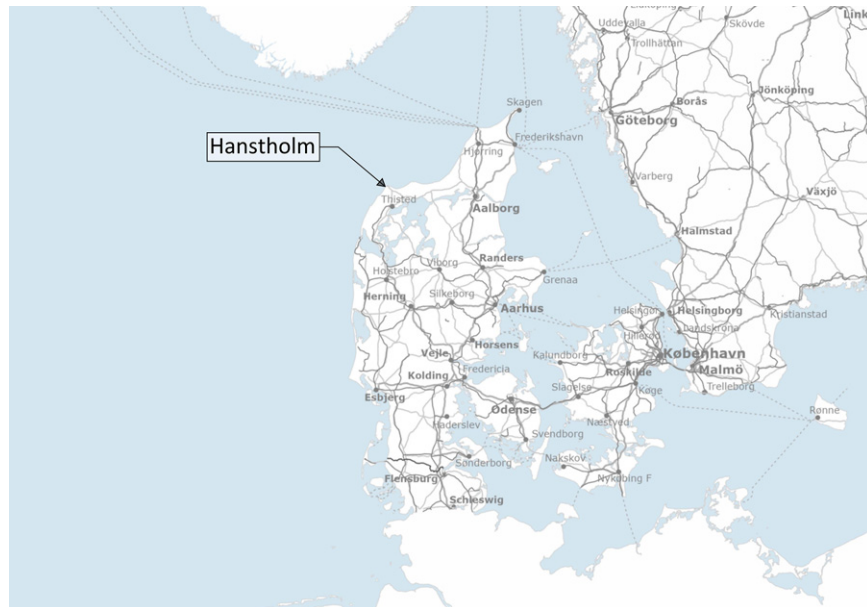 Lidköping
Linköping
Uddevalla
Skövde
Trollhättan
Jönköping
Borås
Skagen
Göteborg
Frederikshavn
Hjørring
Hanstholm
Varberg
Växjö
Thisted
Aalborg
Halmstad
Viborg
Randers
Holstebro
Grenaa
Herning
Silkeborg
Aarhus
Helsingør
Helsingborg
Kristianstad
Landskrona
Hillerød
Horsens
Vejle
Kalundborg
København
Fredericia
Roskilde
Malmö
Kolding
Esbjerg
Slagelse
Køge
Trelleborg
Odense
Rønne
Haderslev
Næstved
Svendborg
Sønderborg
Nakskov
Flensburg
Nykøbing F
Schleswig